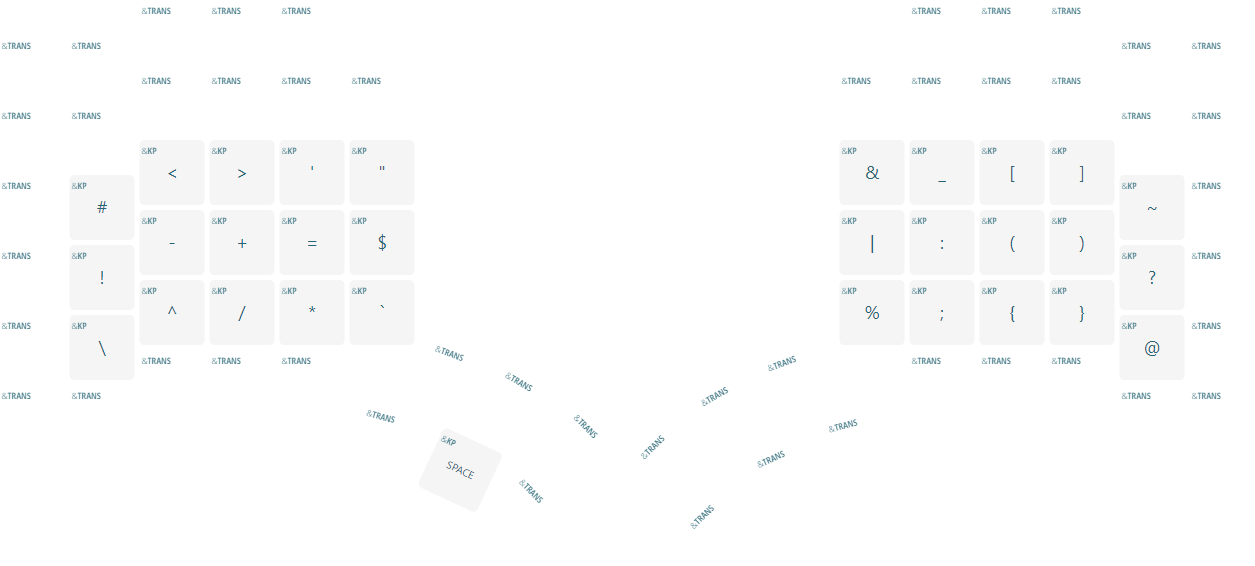 &TRANS &TRANS &TRANS &TRANS &TRANS &TRANS
&TRANS &TRANS &TRANS &TRANS
&TRANS &TRANS &TRANS &TRANS &TRANS &TRANS &TRANS &TRANS
&TRANS &TRANS &TRANS &TRANS
&KP &KP &KP &KP &KP &KP &KP &KP
< > ' " & _ [ ]
&TRANS &KP &KP &TRANS
# ~
&KP &KP &KP &KP &KP &KP &KP &KP
- + = $ | : ( )
&TRANS &KP &KP &TRANS
! ?
&KP &KP &KP &KP &KP &KP &KP &KP
^ / * ` % ; { }
&TRANS &KP &KP &TRANS
\ @
&TRANS &TRANS &TRANS &TRANS &TRANS &TRANS &TRANS &TRANS
&TRANS &TRANS &TRANS &TRANS &TRANS &TRANS
&TRANS &TRANS &TRANS &TRANS
&KP &TRANS &TRANS
SPACE
&TRANS &TRANS